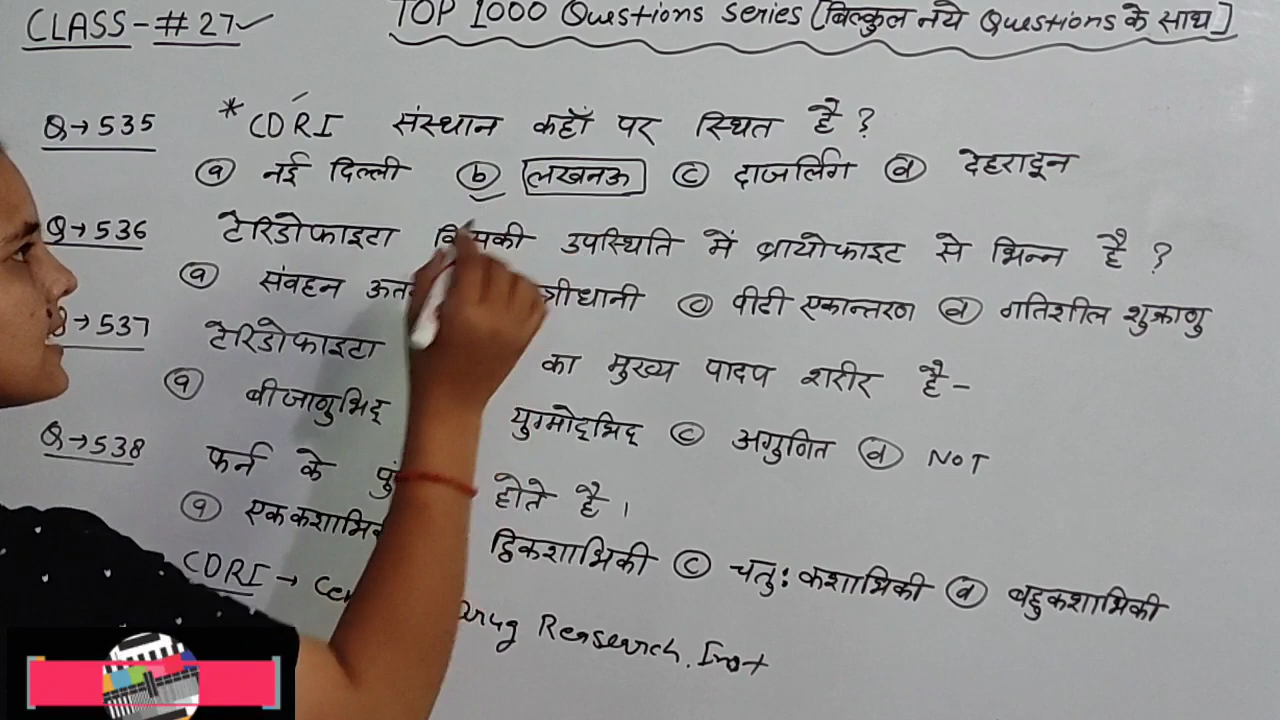 CLASS-#27✓
TOP 1000 Questions series [बिल्कुल नये Questions के साथ]
Q→535 *CDRI संस्थान कहाँ पर स्थित है?
ⓐ नई दिल्ली ⓑ लखनऊ ⓒ दाजर्लिंग ⓓ देहरादून
Q→536 टेरिडोफाइटा किसकी उपस्थिति में ब्रायोफाइट से भिन्न है?
ⓐ संवहन त्रीधानी ⓒ पीढी एकान्तरण ⓓ गतिशील शुक्राणु
Q→537 टेरिडोफाइटा का मुख्य पादप शरीर है-
ⓐ बीजाणुभिद् युग्मोद्भिद् ⓒ अगुणित ⓓ NOT
Q→538 फर्न के होते है।
ⓐ द्विकशाभिकी ⓒ चतु:कशाभिकी ⓓ बहुकशाभिकी
CDRI→ Drug Research. Inst